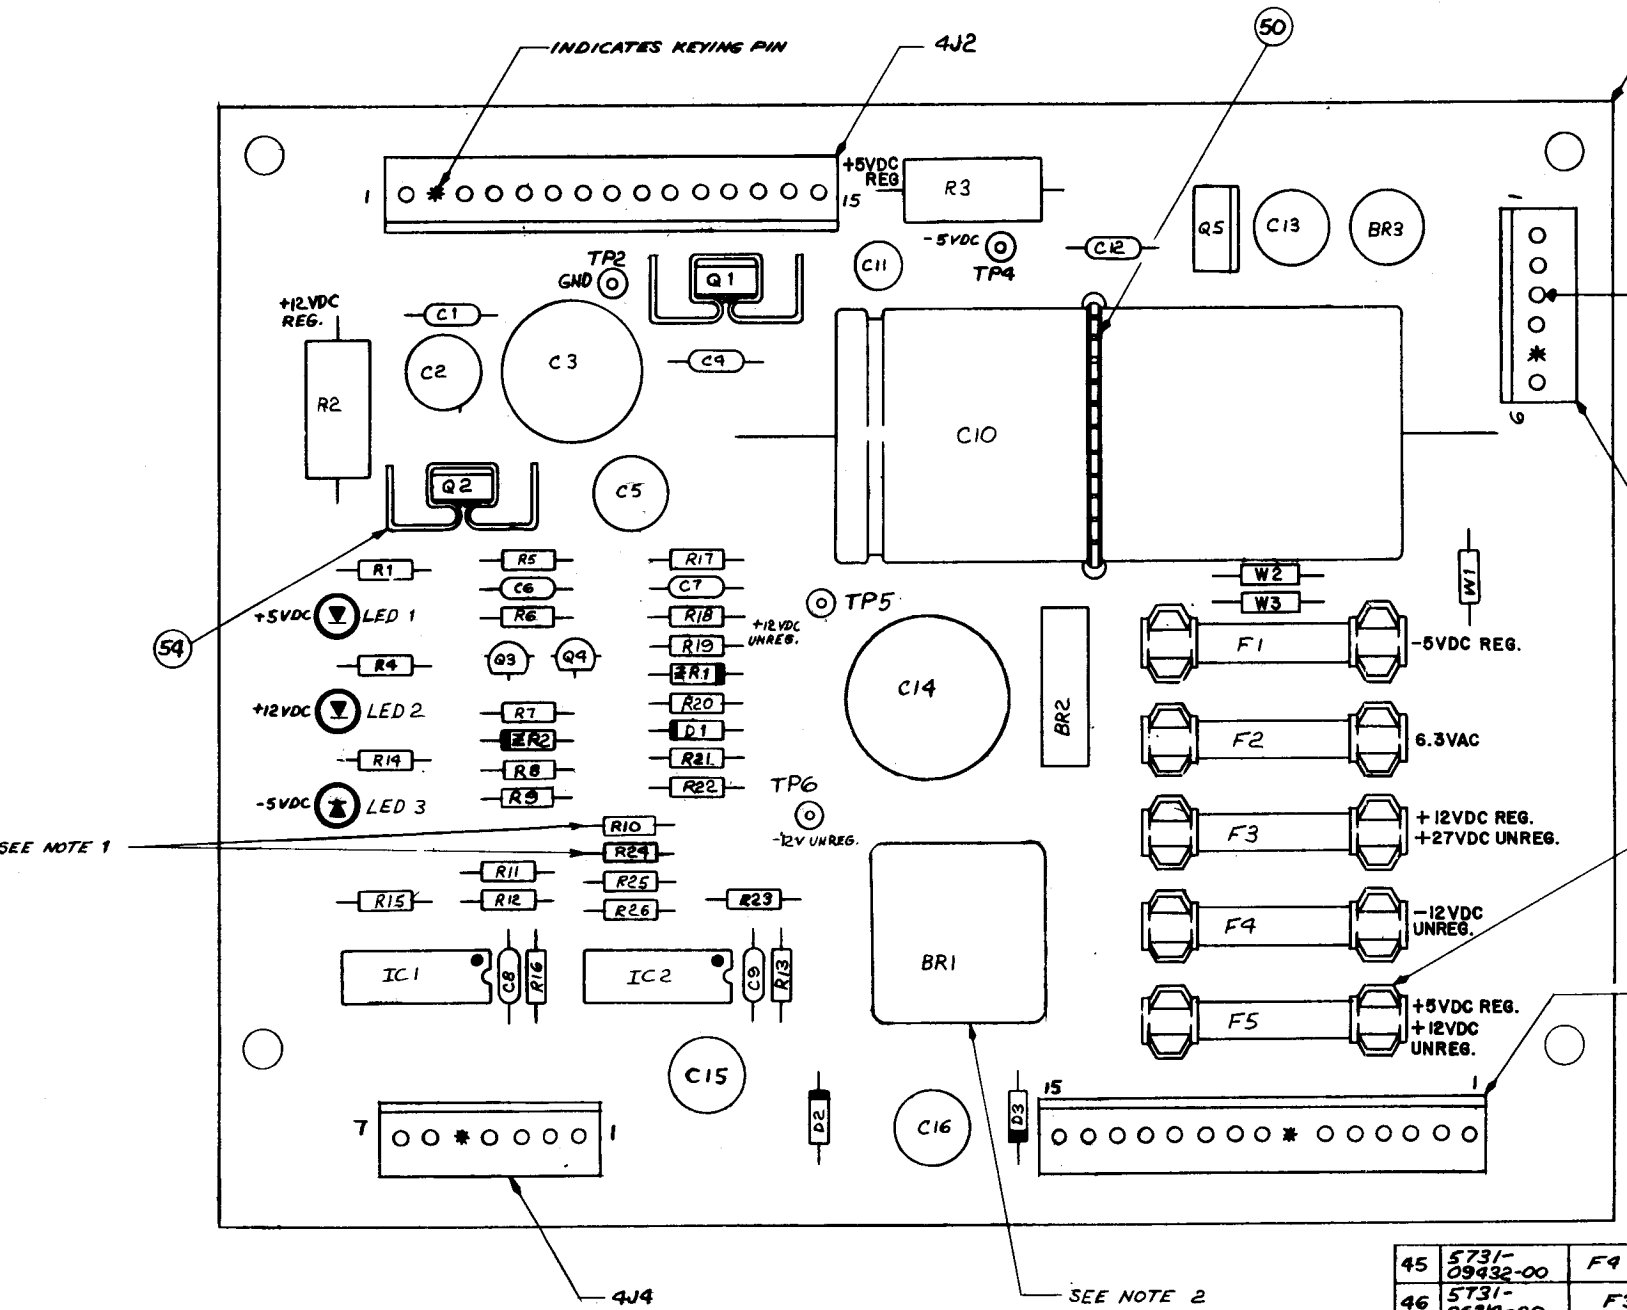 INDICATES KEYING PIN
4J2
50
1
15
+5VDC
REG
R3
-5VDC
TP4
C11
C12
Q5
C13
BR3
1
6
TP2
GND
Q1
+12VDC
REG.
C1
C2
C3
C4
R2
C10
Q2
C5
54
R1
R5
R17
C6
C7
W2
W1
W3
+5VDC
LED 1
R6
R18
+12VDC
UNREG.
TP5
R19
F1
-5VDC REG.
R4
Q3
Q4
ZR1
C14
BR2
+12VDC
LED 2
R7
R20
ZR2
D1
F2
6.3VAC
R14
R8
R21
-5VDC
LED 3
R9
R22
TP6
-12V UNREG.
SEE NOTE 1
R10
R24
F3
+12VDC REG.
+27VDC UNREG.
R11
R25
R15
R12
R26
R23
F4
-12VDC
UNREG.
IC1
C8
R16
IC2
C9
R13
BR1
F5
+5VDC REG.
+12VDC
UNREG.
C15
D2
C16
D3
15
1
7
1
4J4
SEE NOTE 2
45
5731-
09432-00
F4
46
5731-
F3